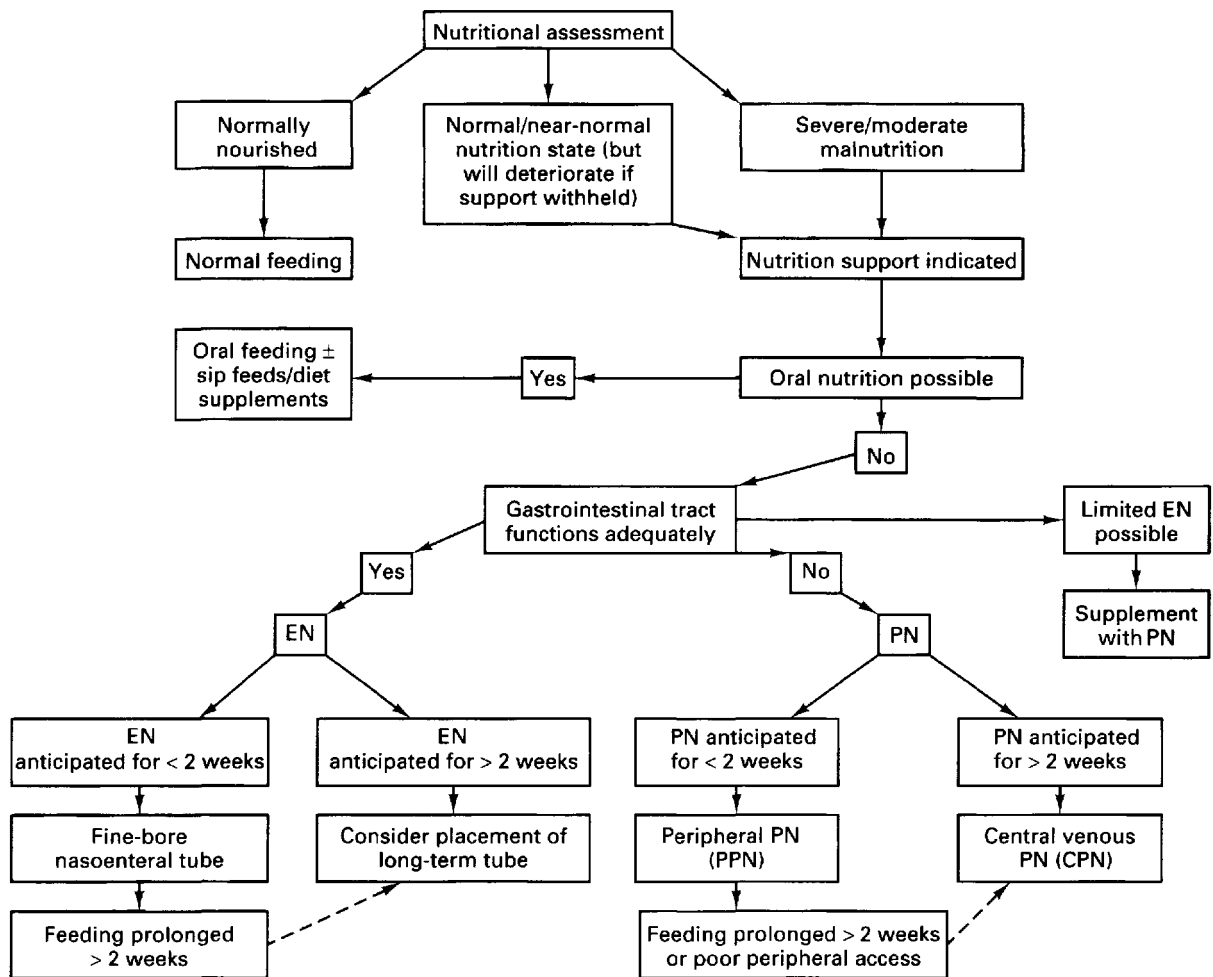 Nutritional assessment
Normally
nourished
Normal/near-normal
nutrition state (but
will deteriorate if
support withheld)
Severe/moderate
malnutrition
Normal feeding
Nutrition support indicated
Oral feeding ±
sip feeds/diet
supplements
Yes
Oral nutrition possible
No
Gastrointestinal tract
functions adequately
Limited EN
possible
Yes
No
Supplement
with PN
EN
PN
EN
anticipated for < 2 weeks
EN
anticipated for > 2 weeks
PN anticipated
for < 2 weeks
PN anticipated
for > 2 weeks
Fine-bore
nasoenteral tube
Consider placement of
long-term tube
Peripheral PN
(PPN)
Central venous
PN (CPN)
Feeding prolonged
> 2 weeks
Feeding prolonged > 2 weeks
or poor peripheral access